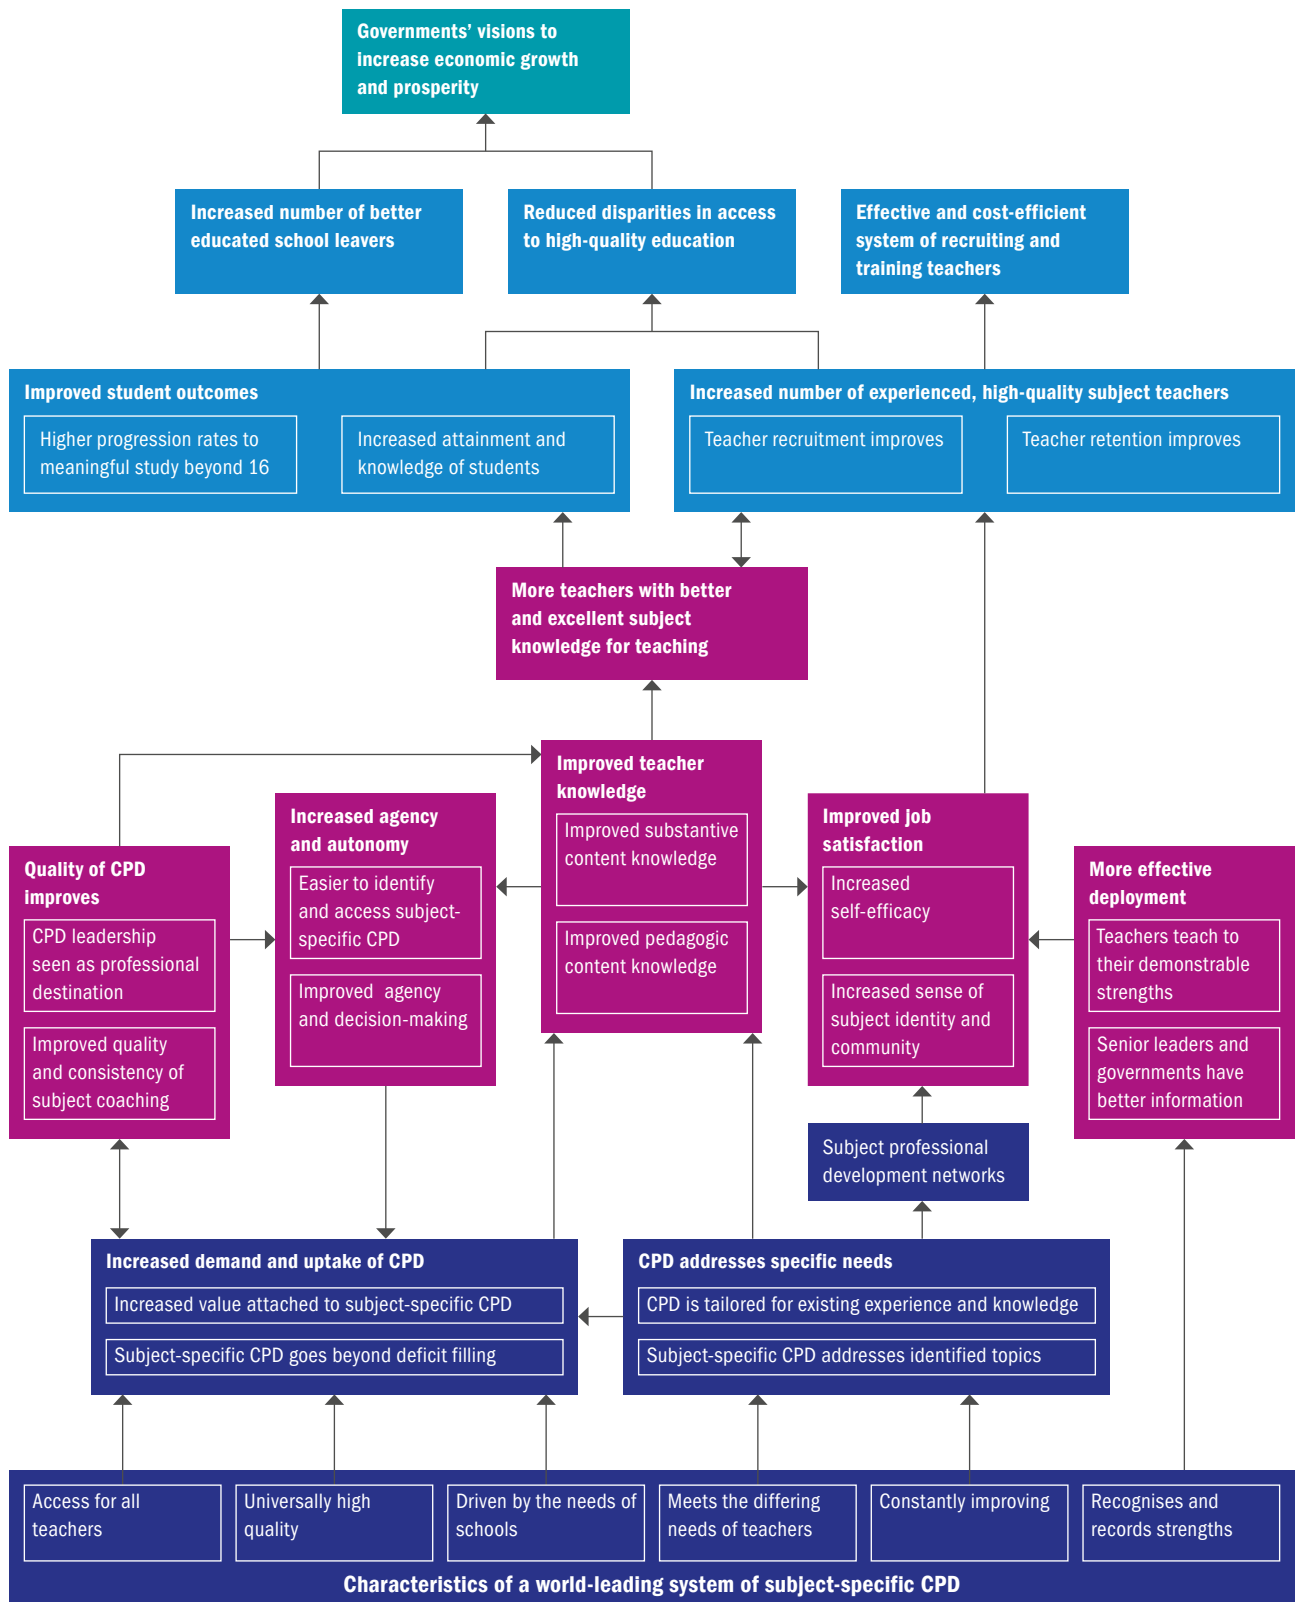 Governments’ visions to
increase economic growth
and prosperity
Increased number of better
educated school leavers
Reduced disparities in access
to high-quality education
Effective and cost-efficient
system of recruiting and
training teachers
Improved student outcomes
Higher progression rates to
meaningful study beyond 16
Increased attainment and
knowledge of students
Increased number of experienced, high-quality subject teachers
Teacher recruitment improves
Teacher retention improves
More teachers with better
and excellent subject
knowledge for teaching
Quality of CPD
improves
CPD leadership
seen as professional
destination
Improved quality
and consistency of
subject coaching
Increased agency
and autonomy
Easier to identify
and access subject-
specific CPD
Improved agency
and decision-making
Improved teacher
knowledge
Improved substantive
content knowledge
Improved pedagogic
content knowledge
Improved job
satisfaction
Increased
self-efficacy
Increased sense of
subject identity and
community
More effective
deployment
Teachers teach to
their demonstrable
strengths
Senior leaders and
governments have
better information
Subject professional
development networks
Increased demand and uptake of CPD
Increased value attached to subject-specific CPD
Subject-specific CPD goes beyond deficit filling
CPD addresses specific needs
CPD is tailored for existing experience and knowledge
Subject-specific CPD addresses identified topics
Access for all
teachers
Universally high
quality
Driven by the needs of
schools
Meets the differing
needs of teachers
Constantly improving
Recognises and
records strengths
Characteristics of a world-leading system of subject-specific CPD